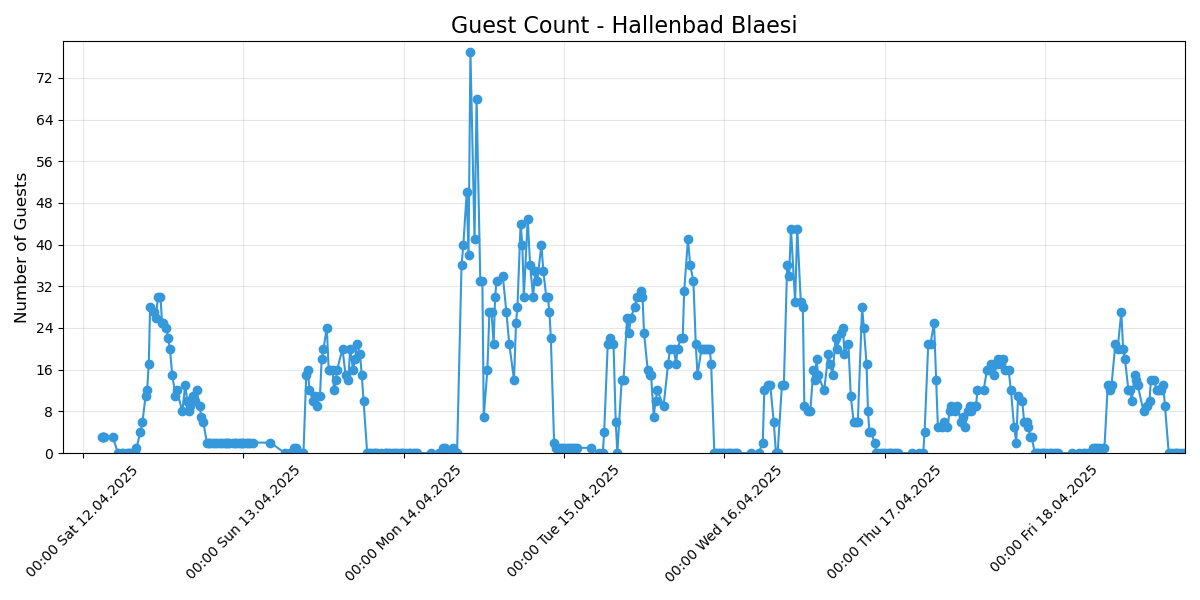 Guest Count - Hallenbad Blaesi
Number of Guests
72
64
56
48
40
32
24
16
8
0
00:00 Sat 12.04.2025
00:00 Sun 13.04.2025
00:00 Mon 14.04.2025
00:00 Tue 15.04.2025
00:00 Wed 16.04.2025
00:00 Thu 17.04.2025
00:00 Fri 18.04.2025